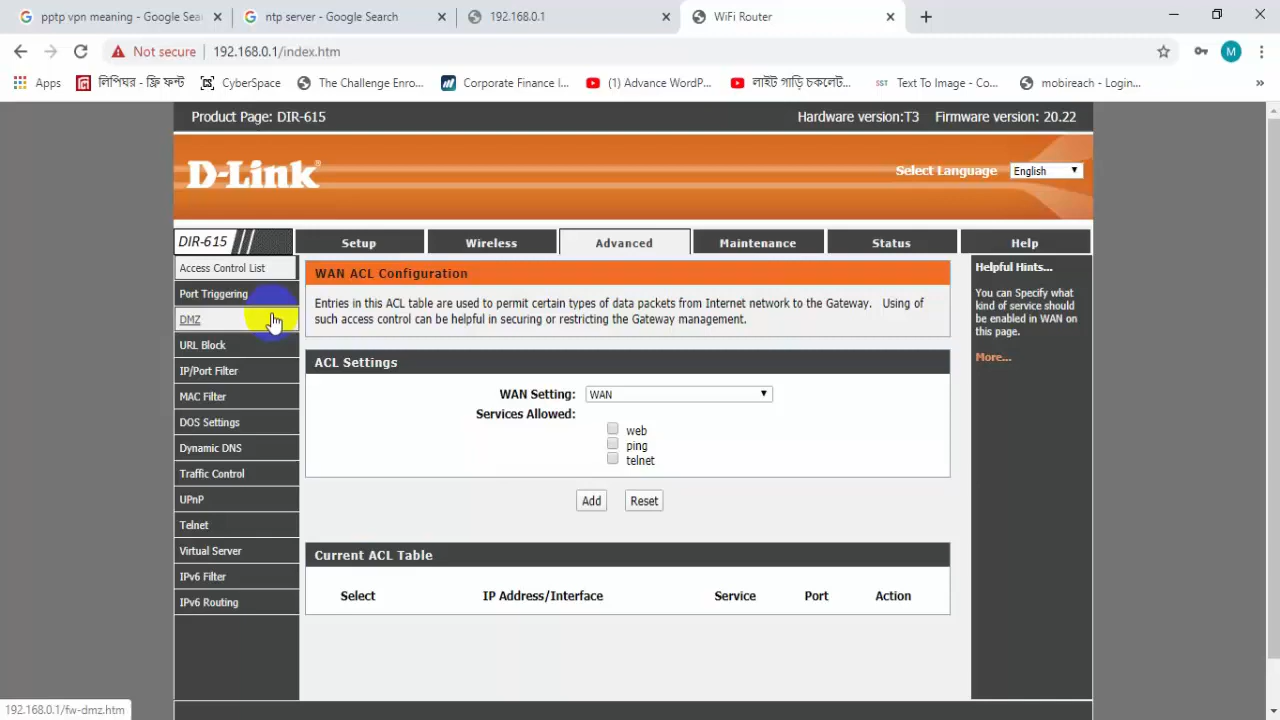 pptp vpn meaning - Google Sea
ntp server - Google Search
192.168.0.1
WiFi Router
Not secure
192.168.0.1/index.htm
M
Apps
লিপিঘর - ফ্রি ফন্ট
CyberSpace
The Challenge Enro...
Corporate Finance I...
(1) Advance WordP...
লাইট গাড়ি চকলেট...
SST Text To Image - Co...
mobireach - Login...
»
Product Page: DIR-615
Hardware version:T3
Firmware version: 20.22
D-Link
Select Language
English
DIR-615
Setup
Wireless
Advanced
Maintenance
Status
Help
Access Control List
Port Triggering
DMZ
URL Block
IP/Port Filter
MAC Filter
DOS Settings
Dynamic DNS
Traffic Control
UPnP
Telnet
Virtual Server
IPv6 Filter
IPv6 Routing
WAN ACL Configuration
Entries in this ACL table are used to permit certain types of data packets from Internet network to the Gateway. Using of
such access control can be helpful in securing or restricting the Gateway management.
ACL Settings
WAN Setting: WAN
Services Allowed:
web
ping
telnet
Add
Reset
Current ACL Table
Select
IP Address/Interface
Service
Port
Action
Helpful Hints...
You can Specify what
kind of service should
be enabled in WAN on
this page.
More...
192.168.0.1/fw-dmz.htm